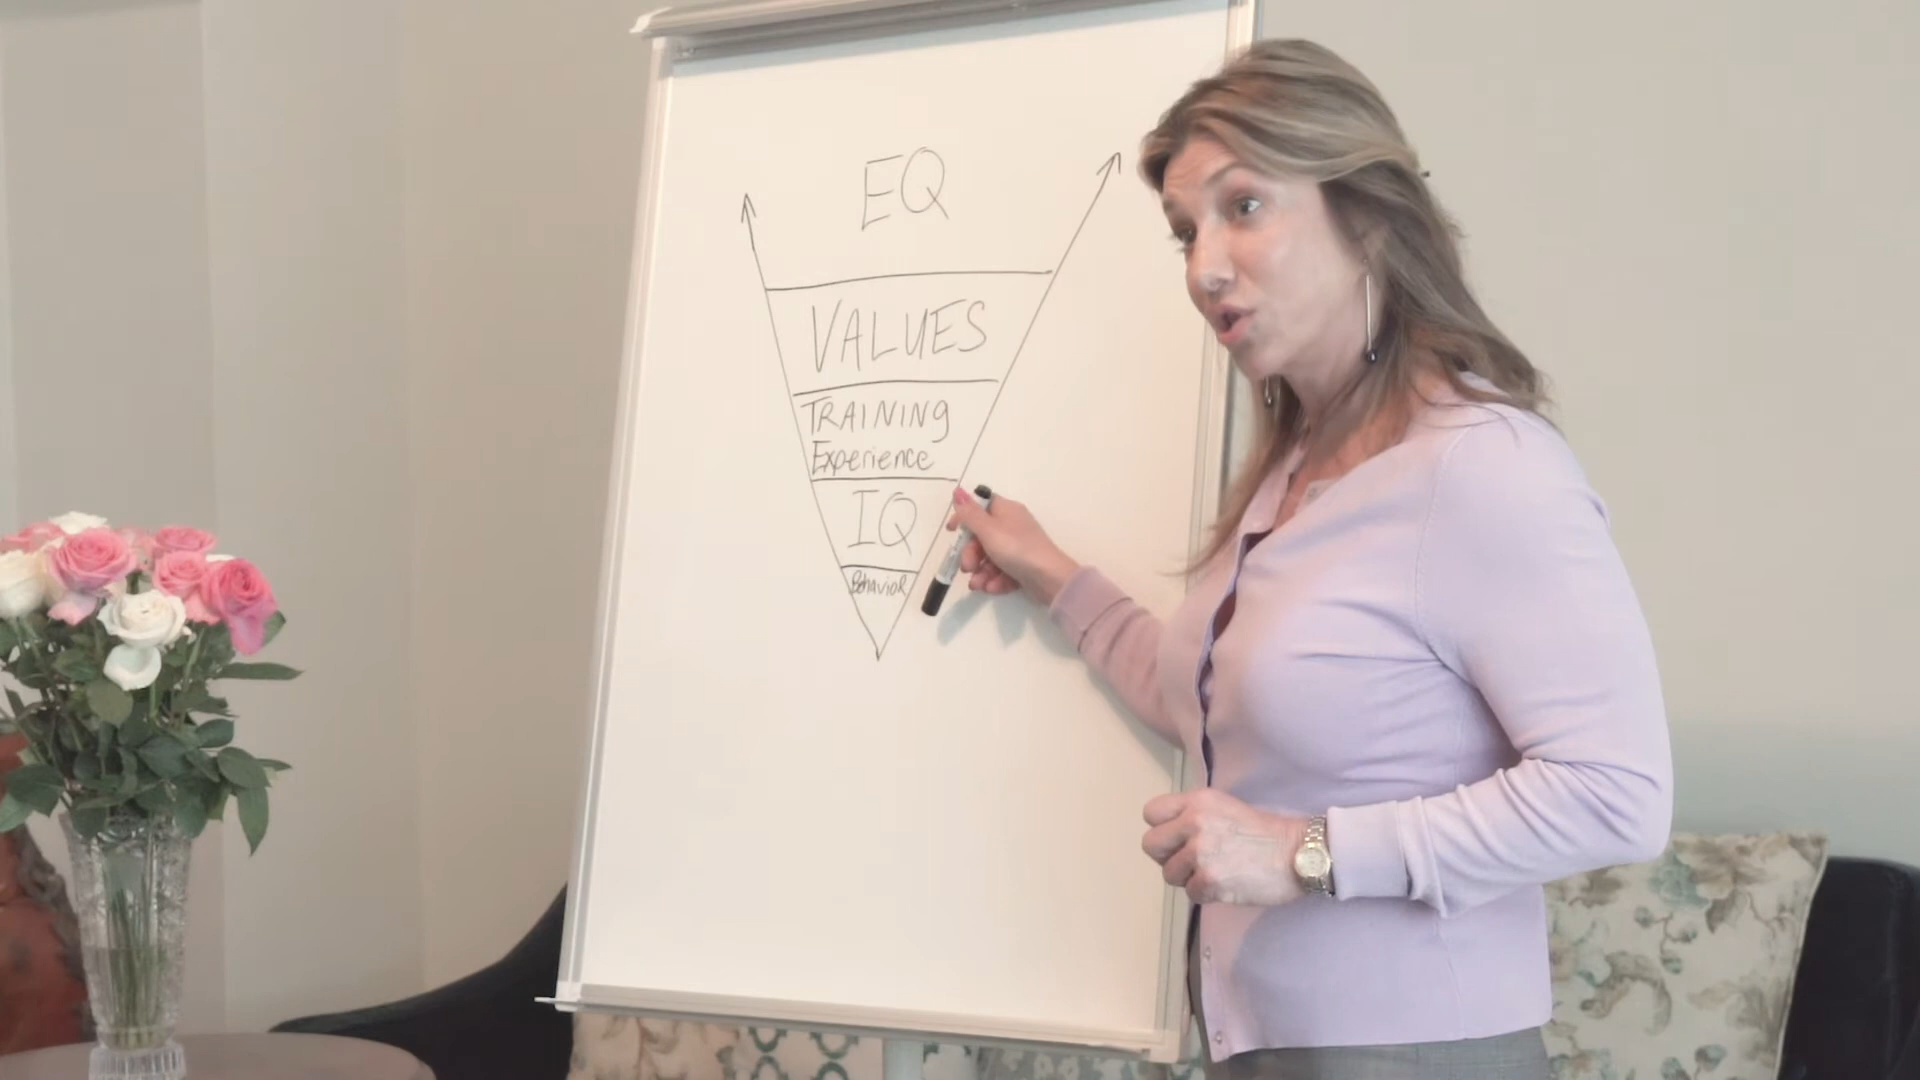 EQ
VALUES
TRAINING
Experience
IQ
Behavior